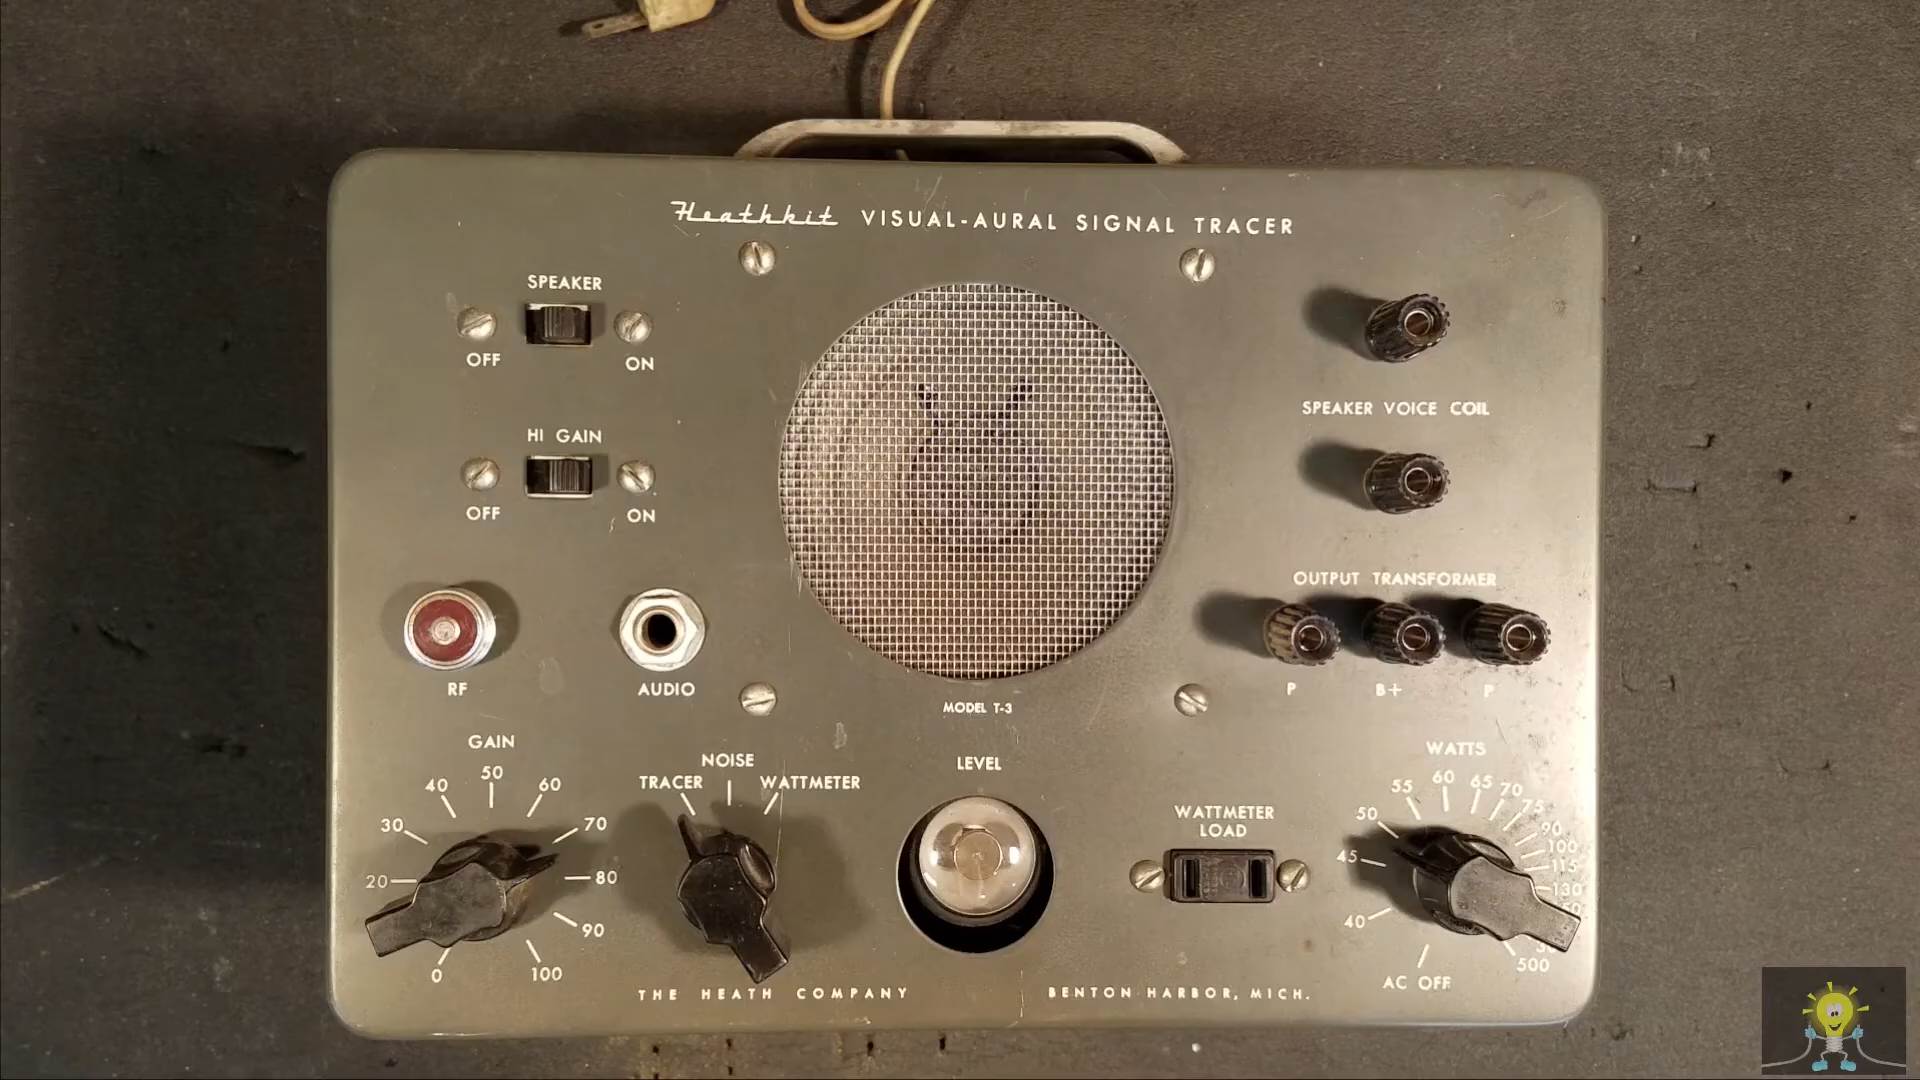 Heathkit VISUAL-AURAL SIGNAL TRACER
SPEAKER
OFF ON
HI GAIN
OFF ON
SPEAKER VOICE COIL
OUTPUT TRANSFORMER
P B+ P
RF AUDIO
MODEL T-3
GAIN
0 20 30 40 50 60 70 80 90 100
NOISE
TRACER WATTMETER
LEVEL
WATTMETER
LOAD
WATTS
AC OFF 40 45 50 55 60 65 70 75 90 100 115 130 500
THE HEATH COMPANY BENTON HARBOR, MICH.